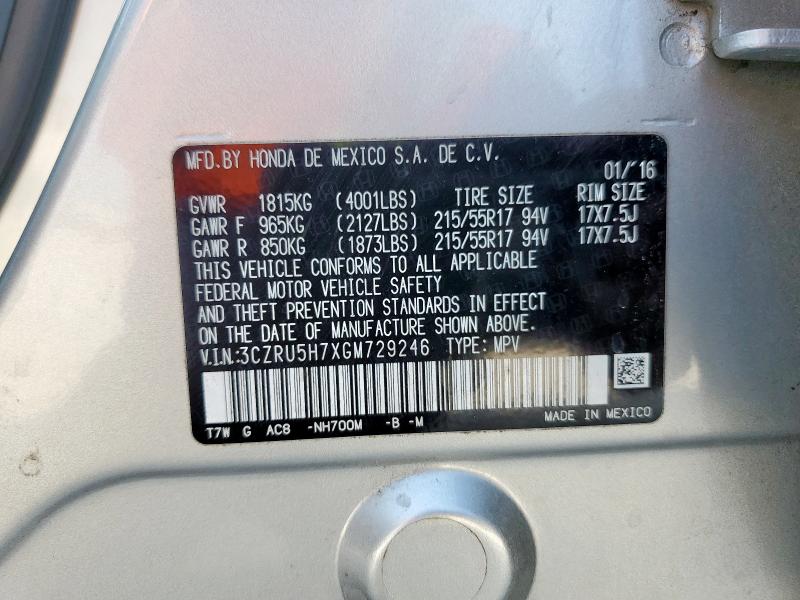 MFD.BY HONDA DE MEXICO S.A. DE C.V.
01/'16
GVWR 1815KG (4001LBS) TIRE SIZE RIM SIZE
GAWR F 965KG (2127LBS) 215/55R17 94V 17X7.5J
GAWR R 850KG (1873LBS) 215/55R17 94V 17X7.5J
THIS VEHICLE CONFORMS TO ALL APPLICABLE
FEDERAL MOTOR VEHICLE SAFETY
AND THEFT PREVENTION STANDARDS IN EFFECT
ON THE DATE OF MANUFACTURE SHOWN ABOVE.
V.I.N:3CZRU5H7XGM729246 TYPE: MPV
T7W G AC8 -NH700M -B -M MADE IN MEXICO